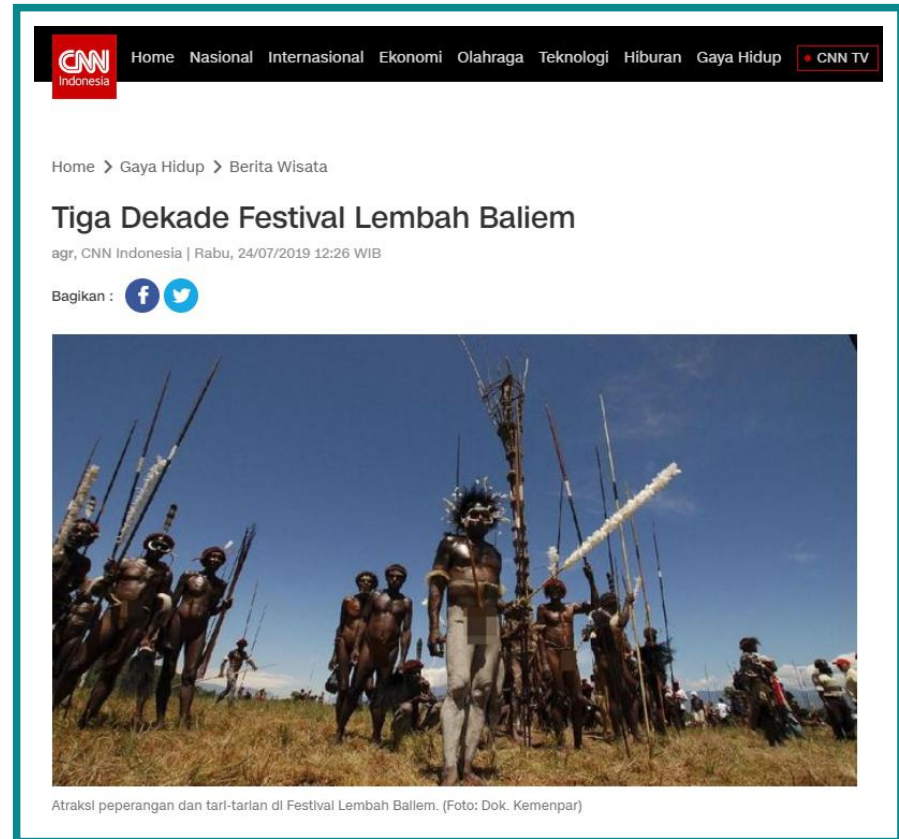 CNN
Indonesia
Home Nasional Internasional Ekonomi Olahraga Teknologi Hiburan Gaya Hidup • CNN TV
Home > Gaya Hidup > Berita Wisata
Tiga Dekade Festival Lembah Baliem
agr, CNN Indonesia | Rabu, 24/07/2019 12:26 WIB
Bagikan :
Atraksi peperangan dan tari-tarian di Festival Lembah Baliem. (Foto: Dok. Kemenpar)